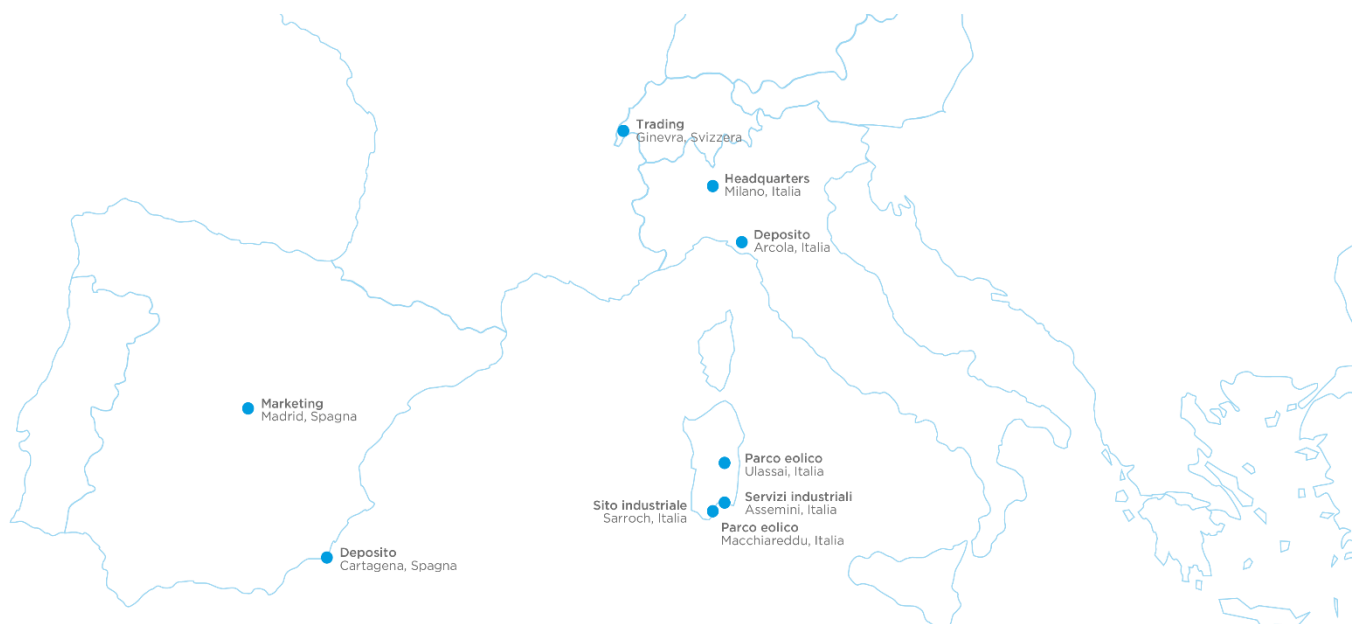 Trading
Ginevra, Svizzera
Headquarters
Milano, Italia
Deposito
Arcola, Italia
Marketing
Madrid, Spagna
Parco eolico
Ulassai, Italia
Servizi industriali
Assemini, Italia
Sito industriale
Sarroch, Italia
Parco eolico
Macchiareddu, Italia
Deposito
Cartagena, Spagna